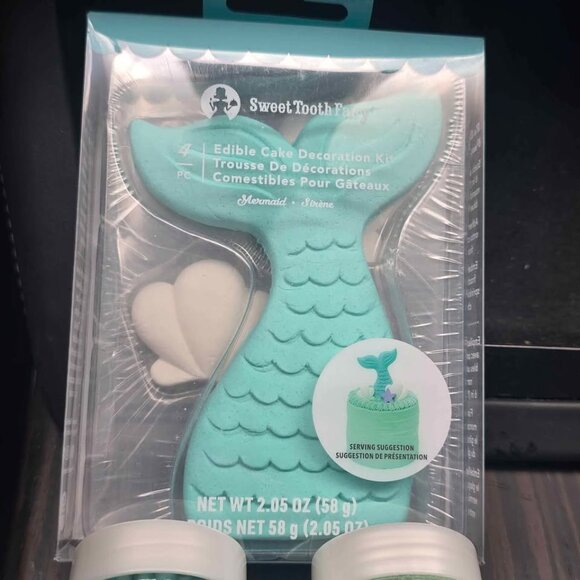 Sweet Tooth Fairy
4
PC
Edible Cake Decoration Kit
Trousse De Décorations
Comestibles Pour Gâteaux
Mermaid • Sirène
SERVING SUGGESTION
SUGGESTION DE PRÉSENTATION
NET WT 2.05 OZ (58 g)
POIDS NET 58 g (2.05 OZ)